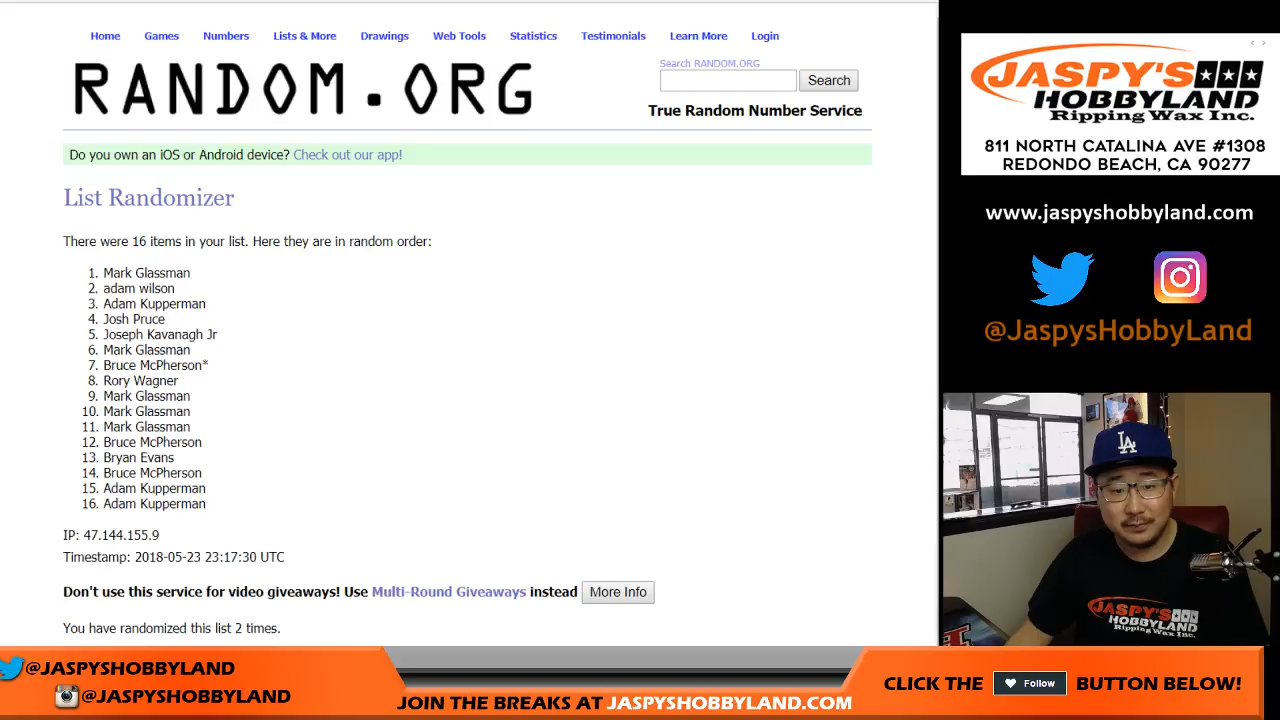 Home Games Numbers Lists & More Drawings Web Tools Statistics Testimonials Learn More Login
RANDOM.ORG
Search RANDOM.ORG
Search
True Random Number Service
Do you own an iOS or Android device? Check out our app!
List Randomizer
There were 16 items in your list. Here they are in random order:
1. Mark Glassman
2. adam wilson
3. Adam Kupperman
4. Josh Pruce
5. Joseph Kavanagh Jr
6. Mark Glassman
7. Bruce McPherson*
8. Rory Wagner
9. Mark Glassman
10. Mark Glassman
11. Mark Glassman
12. Bruce McPherson
13. Bryan Evans
14. Bruce McPherson
15. Adam Kupperman
16. Adam Kupperman
IP: 47.144.155.9
Timestamp: 2018-05-23 23:17:30 UTC
Don't use this service for video giveaways! Use Multi-Round Giveaways instead More Info
You have randomized this list 2 times.
JASPY'S
HOBBYLAND
Ripping Wax Inc.
811 NORTH CATALINA AVE #1308
REDONDO BEACH, CA 90277
www.jaspyshobbyland.com
@JaspysHobbyLand
LA
JASPY'S
HOBBYLAND
Ripping Wax Inc.
@JASPYSHOBBYLAND
@JASPYSHOBBYLAND
JOIN THE BREAKS AT JASPYSHOBBYLAND.COM
CLICK THE Follow BUTTON BELOW!